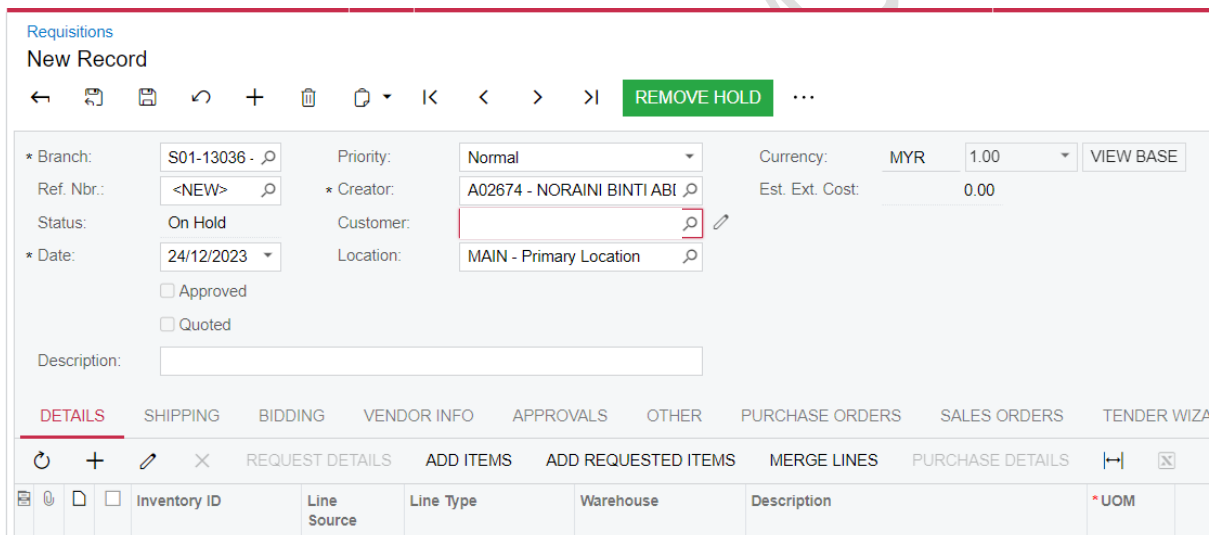 Requisitions
New Record
REMOVE HOLD ...
* Branch: S01-13036 - Priority: Normal Currency: MYR 1.00 VIEW BASE
Ref. Nbr.: <NEW> * Creator: A02674 - NORAINI BINTI ABI Est. Ext. Cost: 0.00
Status: On Hold Customer:
* Date: 24/12/2023 Location: MAIN - Primary Location
Approved
Quoted
Description:
DETAILS SHIPPING BIDDING VENDOR INFO APPROVALS OTHER PURCHASE ORDERS SALES ORDERS TENDER WIZA
REQUEST DETAILS ADD ITEMS ADD REQUESTED ITEMS MERGE LINES PURCHASE DETAILS
Inventory ID Line Source Line Type Warehouse Description * UOM